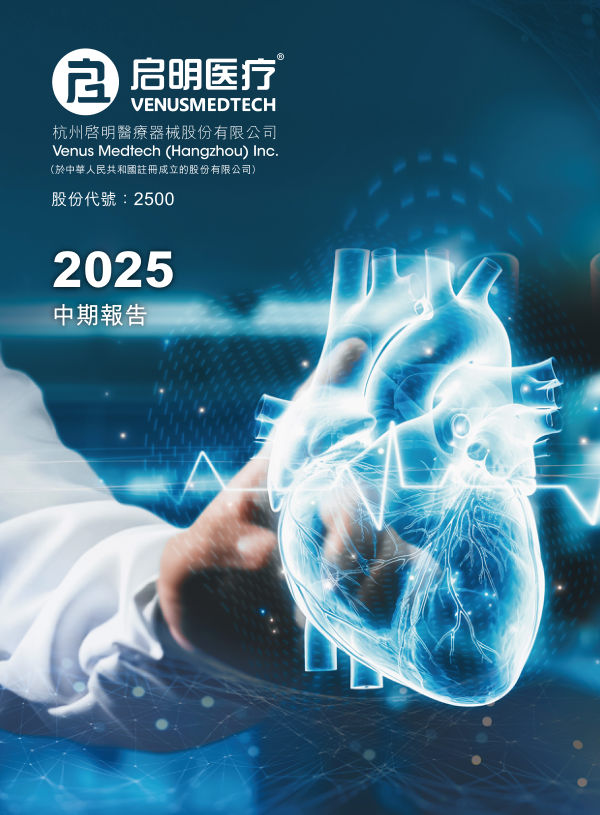 启明医疗®
VENUSMEDTECH
杭州啓明醫療器械股份有限公司
Venus Medtech (Hangzhou) Inc.
（於中華人民共和國註冊成立的股份有限公司）
股份代號：2500
2025
中期報告